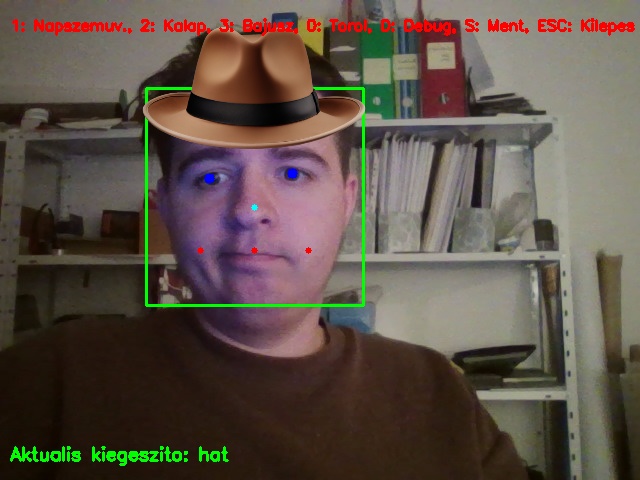 1: Napszemuv., 2: Kalap, 3: Bajusz, 0: Torol, D: Debug, S: Ment, ESC: Kilepes
Aktualis kiegeszito: hat